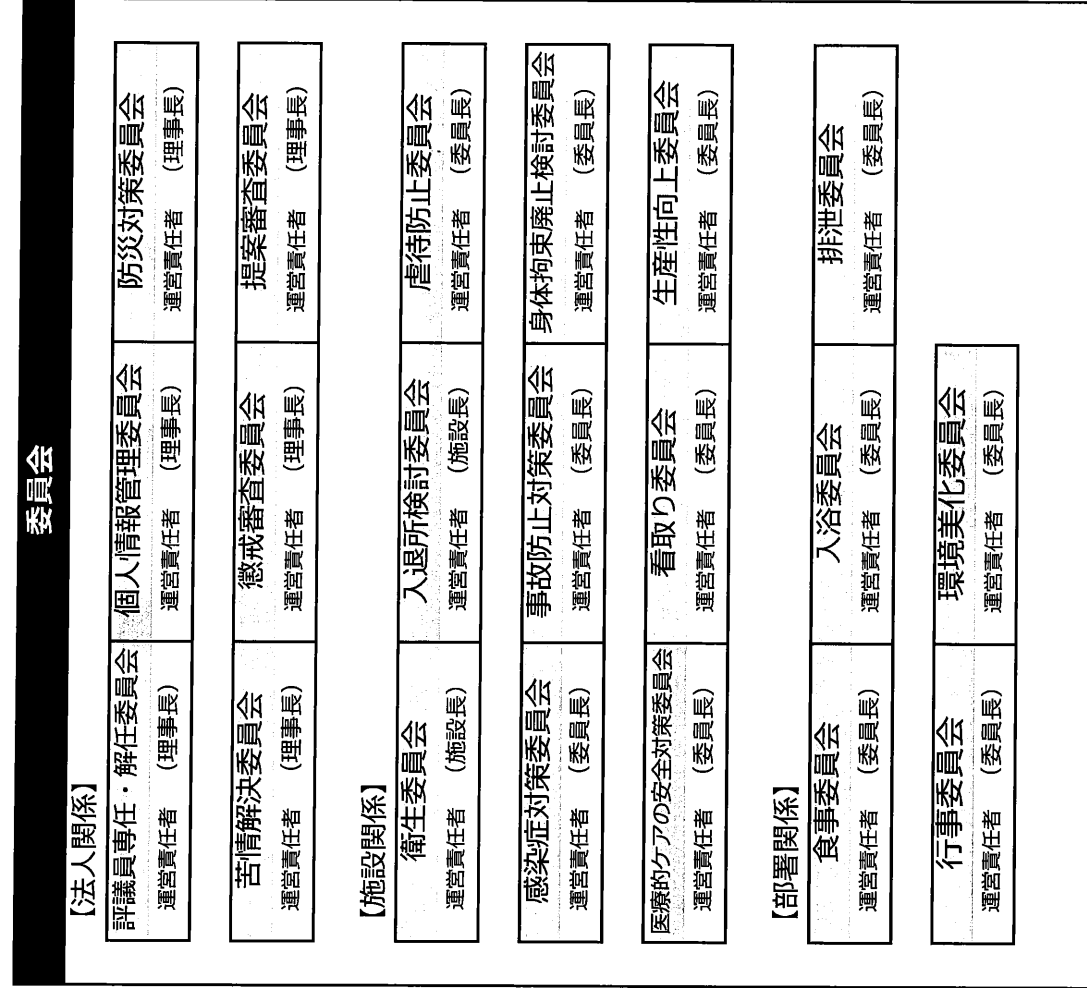 委員会
【法人関係】
評議員専任・解任委員会
運営責任者 (理事長)
個人情報管理委員会
運営責任者 (理事長)
防災対策委員会
運営責任者 (理事長)
苦情解決委員会
運営責任者 (理事長)
懲戒審査委員会
運営責任者 (理事長)
提案審査委員会
運営責任者 (理事長)
【施設関係】
衛生委員会
運営責任者 (施設長)
入退所検討委員会
運営責任者 (施設長)
虐待防止委員会
運営責任者 (委員長)
感染症対策委員会
運営責任者 (委員長)
事故防止対策委員会
運営責任者 (委員長)
身体拘束廃止検討委員会
運営責任者 (委員長)
医療的ケアの安全対策委員会
運営責任者 (委員長)
看取り委員会
運営責任者 (委員長)
生産性向上委員会
運営責任者 (委員長)
【部署関係】
食事委員会
運営責任者 (委員長)
入浴委員会
運営責任者 (委員長)
排泄委員会
運営責任者 (委員長)
行事委員会
運営責任者 (委員長)
環境美化委員会
運営責任者 (委員長)